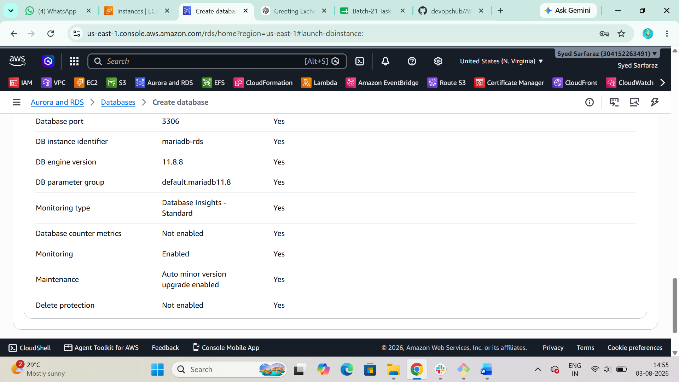 (4) WhatsApp
Instances | EC
Create databa
Greeting Excha
Batch-21 Task
devopshub/M
Ask Gemini
us-east-1.console.aws.amazon.com/rds/home?region=us-east-1#launch-dbinstance:
aws
Search
[Alt+S]
United States (N. Virginia)
Syed Sarfaraz (304152263491)
Syed Sarfaraz
IAM
VPC
EC2
S3
Aurora and RDS
EFS
CloudFormation
Lambda
Amazon EventBridge
Route 53
Certificate Manager
CloudFront
CloudWatch
Aurora and RDS
Databases
Create database
Database port 3306 Yes
DB instance identifier mariadb-rds Yes
DB engine version 11.8.8 Yes
DB parameter group default.mariadb11.8 Yes
Monitoring type Database Insights - Standard Yes
Database counter metrics Not enabled Yes
Monitoring Enabled Yes
Maintenance Auto minor version upgrade enabled Yes
Delete protection Not enabled Yes
CloudShell
Agent Toolkit for AWS
Feedback
Console Mobile App
© 2026, Amazon Web Services, Inc. or its affiliates.
Privacy
Terms
Cookie preferences
2
29°C
Mostly sunny
Search
ENG
IN
14:55
03-08-2026